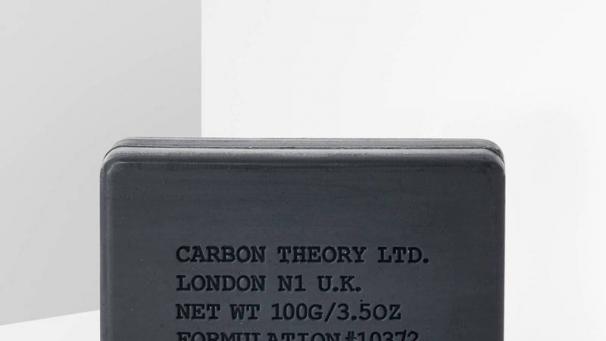 CARBON THEORY LTD.
LONDON N1 U.K.
NET WT 100G/3.5OZ
FORMULATION#10372